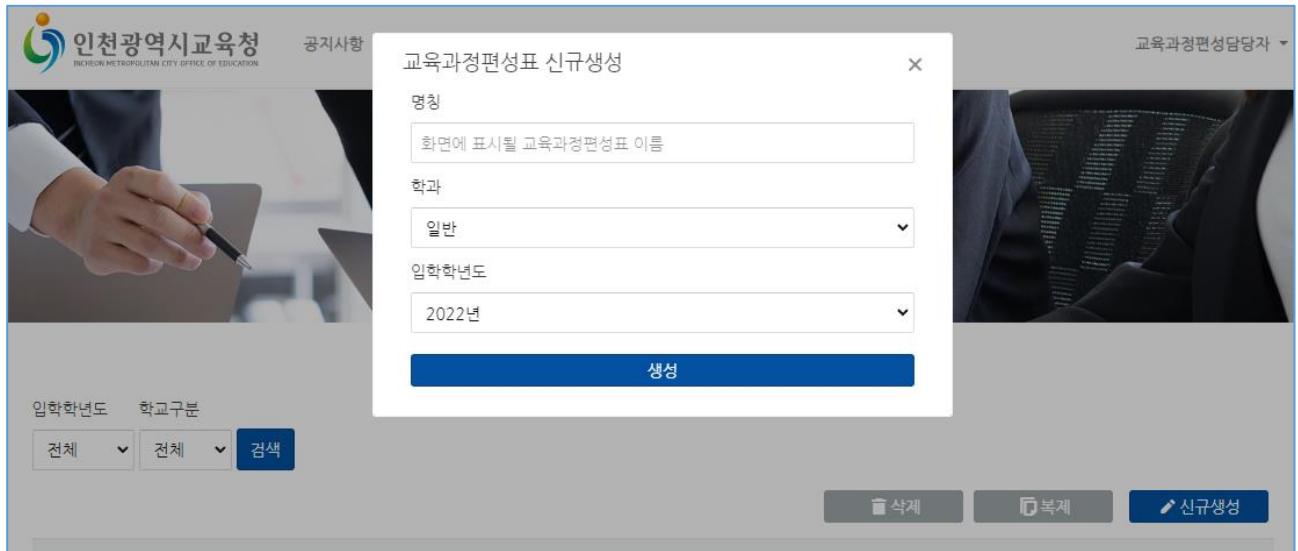 인천광역시교육청
INCHEON METROPOLITAN CITY OFFICE OF EDUCATION
공지사항
교육과정편성담당자
교육과정편성표 신규생성
×
명칭
화면에 표시될 교육과정편성표 이름
학과
일반
입학학년도
2022년
생성
입학학년도 학교구분
전체 전체 검색
삭제 복제 신규생성